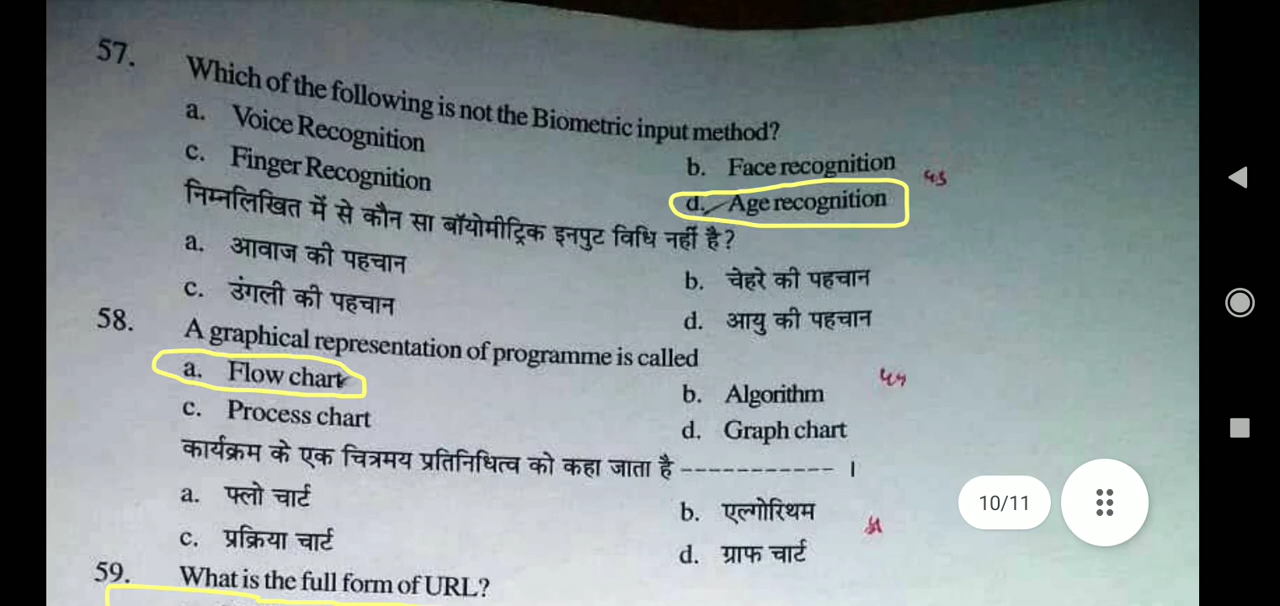 57. Which of the following is not the Biometric input method?
a. Voice Recognition b. Face recognition
c. Finger Recognition d. Age recognition
निम्नलिखित में से कौन सा बॉयोमीट्रिक इनपुट विधि नहीं है?
a. आवाज की पहचान b. चेहरे की पहचान
c. उंगली की पहचान d. आयु की पहचान
58. A graphical representation of programme is called
a. Flow chart b. Algorithm
c. Process chart d. Graph chart
कार्यक्रम के एक चित्रमय प्रतिनिधित्व को कहा जाता है ----------- ।
a. फ्लो चार्ट b. एल्गोरिथम
c. प्रक्रिया चार्ट d. ग्राफ चार्ट
10/11
59. What is the full form of URL?